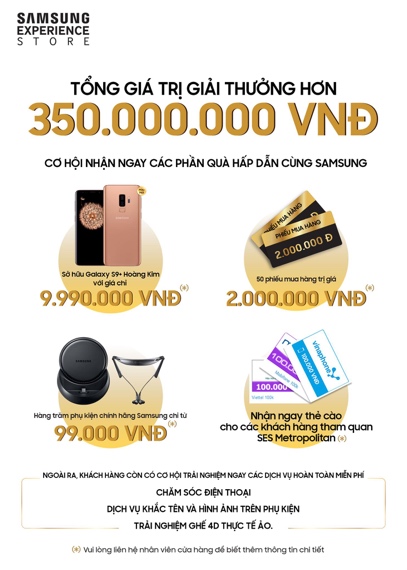 SAMSUNG
EXPERIENCE
STORE
TỔNG GIÁ TRỊ GIẢI THƯỞNG HƠN
350.000.000 VNĐ
CƠ HỘI NHẬN NGAY CÁC PHẦN QUÀ HẤP DẪN CÙNG SAMSUNG
Sở hữu Galaxy S9+ Hoàng Kim
với giá chỉ
9.990.000 VNĐ(*)
PHIẾU MUA HÀNG
PHIẾU MUA HÀNG
2.000.000 Đ
50 phiếu mua hàng trị giá
2.000.000 VNĐ(*)
SAMSUNG
Hàng trăm phụ kiện chính hãng Samsung chỉ từ
99.000 VNĐ(*)
100.000
vinaphone
100.000 VNĐ
Nhận ngay thẻ cào
cho các khách hàng tham quan
SES Metropolitan (*)
NGOÀI RA, KHÁCH HÀNG CÒN CÓ CƠ HỘI TRẢI NGHIỆM NGAY CÁC DỊCH VỤ HOÀN TOÀN MIỄN PHÍ
CHĂM SÓC ĐIỆN THOẠI
DỊCH VỤ KHẮC TÊN VÀ HÌNH ẢNH TRÊN PHỤ KIỆN
TRẢI NGHIỆM GHẾ 4D THỰC TẾ ẢO.
(*) Vui lòng liên hệ nhân viên cửa hàng để biết thêm thông tin chi tiết